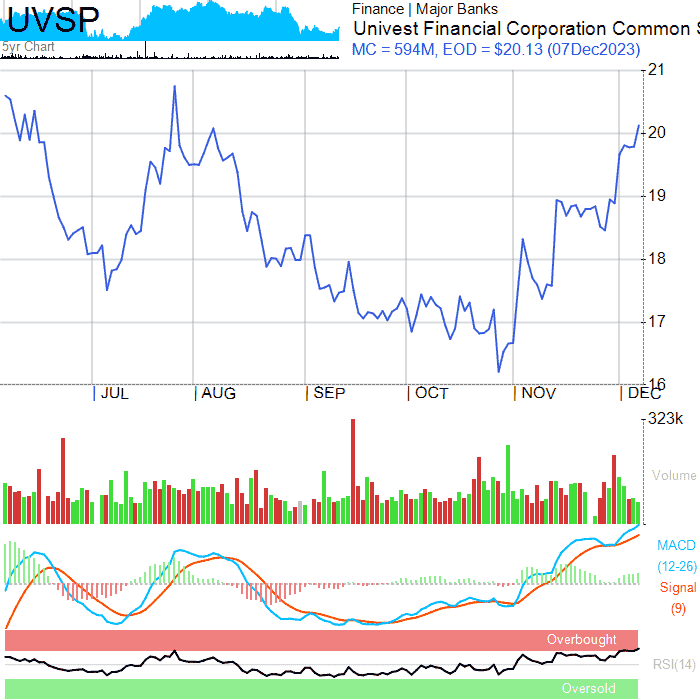 UVSP
5yr Chart
Finance | Major Banks
Univest Financial Corporation Common S
MC = 594M, EOD = $20.13 (07Dec2023)
21
20
19
18
17
16
JUL AUG SEP OCT NOV DEC
323k
Volume
MACD
(12-26)
Signal
(9)
Overbought
RSI(14)
Oversold